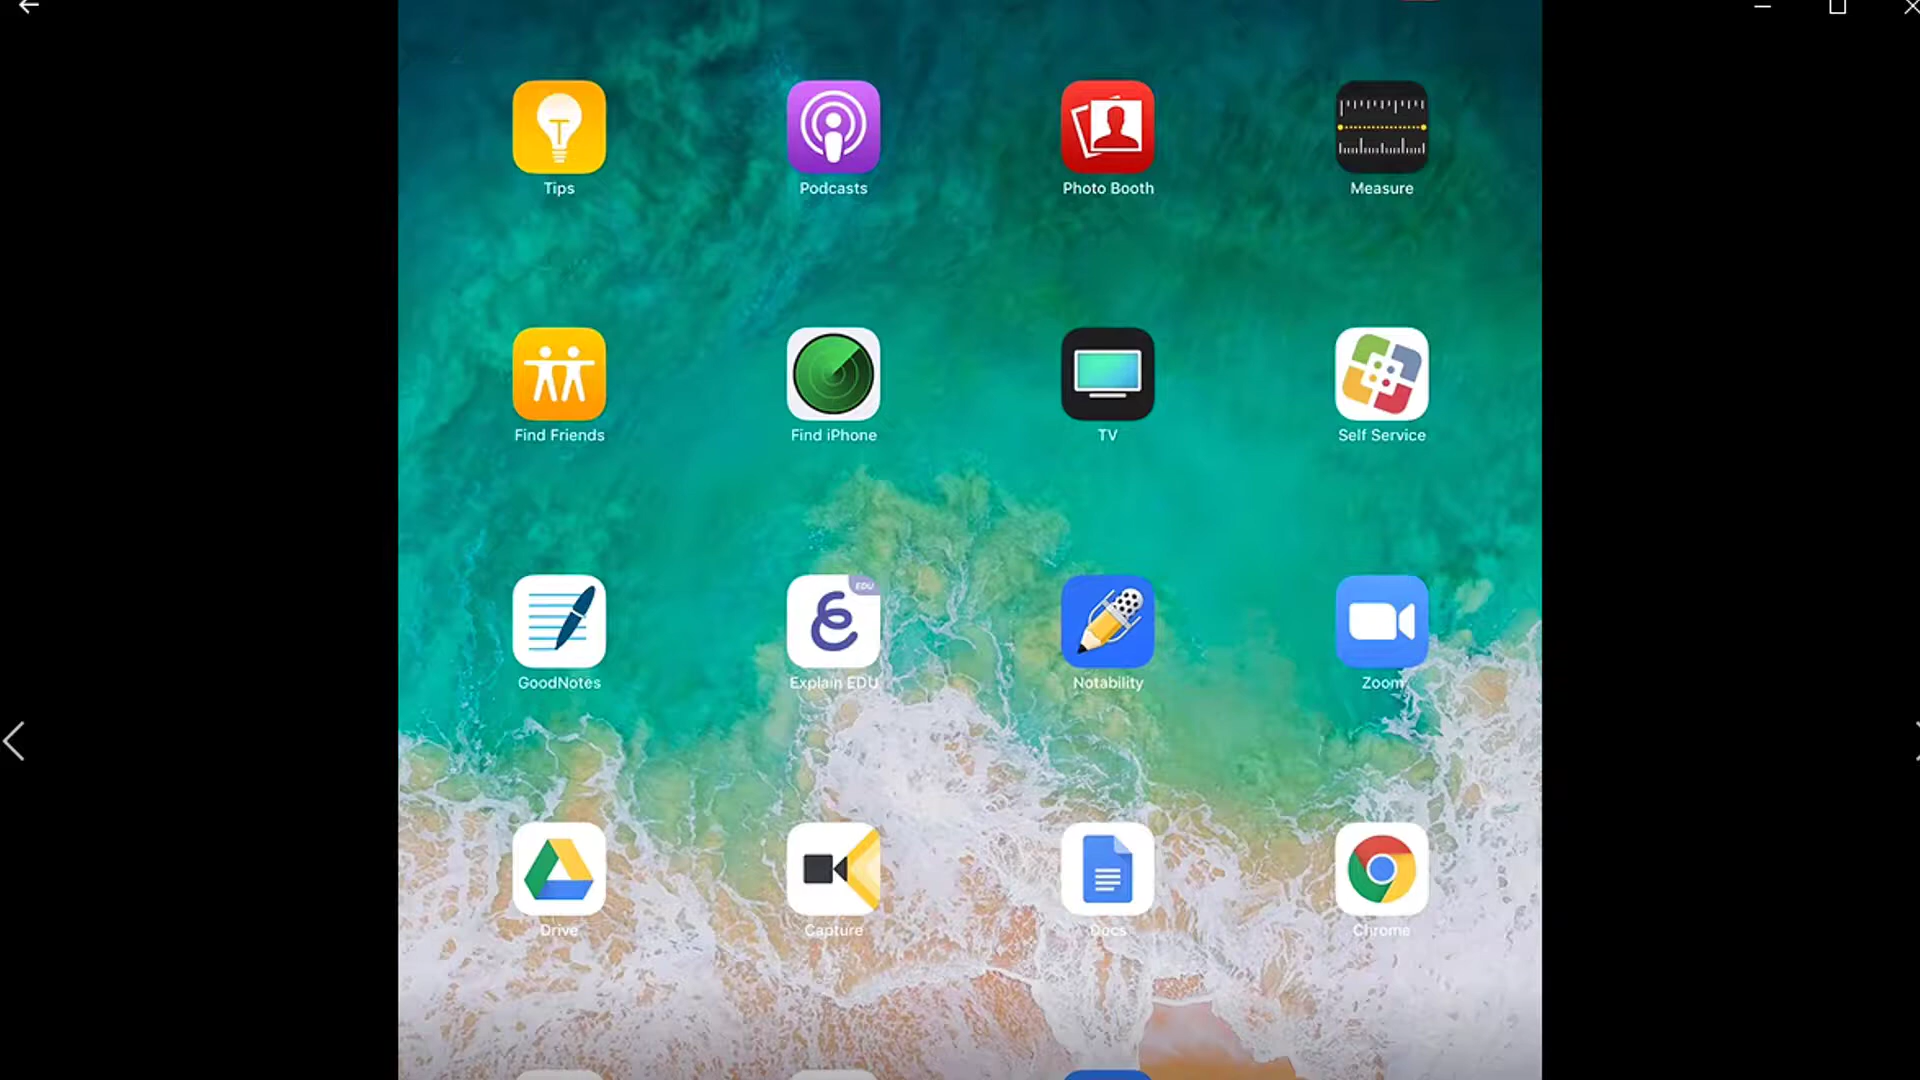 Tips
Podcasts
Photo Booth
Measure
Find Friends
Find iPhone
TV
Self Service
EDU
GoodNotes
Explain EDU
Notability
Zoom
Drive
Capture
Docs
Chrome